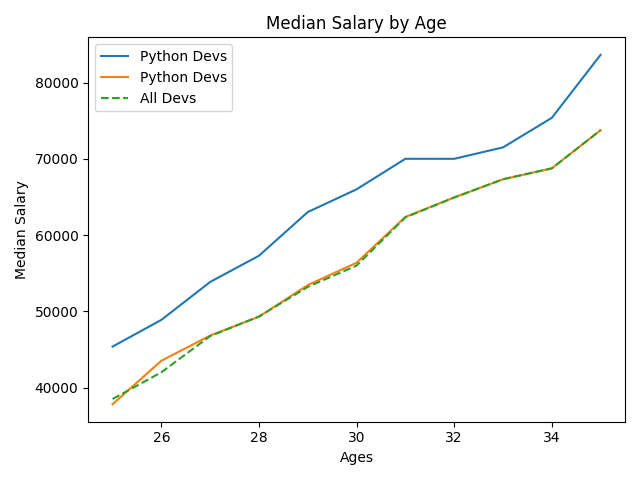 Median Salary by Age
Python Devs
Python Devs
All Devs
80000
70000
60000
50000
40000
Median Salary
26 28 30 32 34
Ages